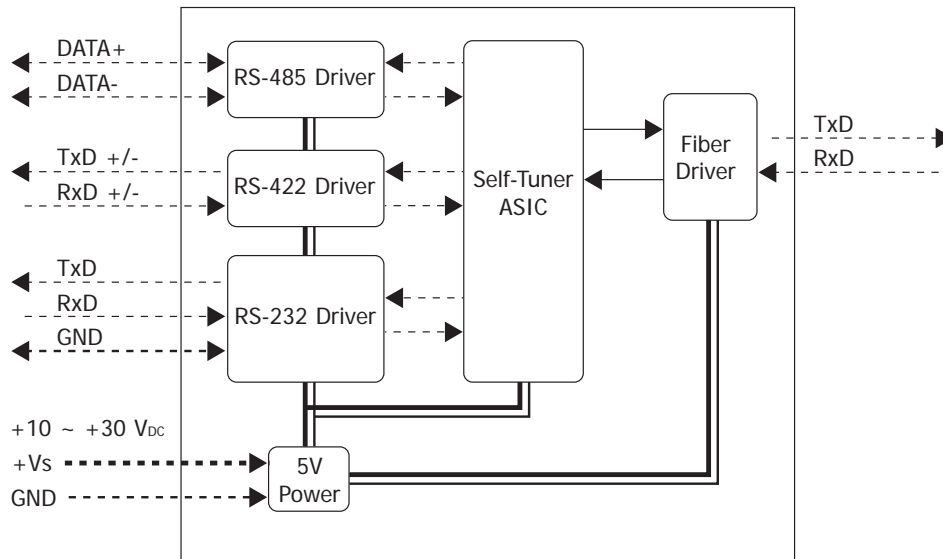 DATA+
DATA-
RS-485 Driver
TxD +/-
RxD +/-
RS-422 Driver
TxD
RxD
GND
RS-232 Driver
Self-Tuner
ASIC
Fiber
Driver
TxD
RxD
+10 ~ +30 VDC
+Vs
GND
5V
Power